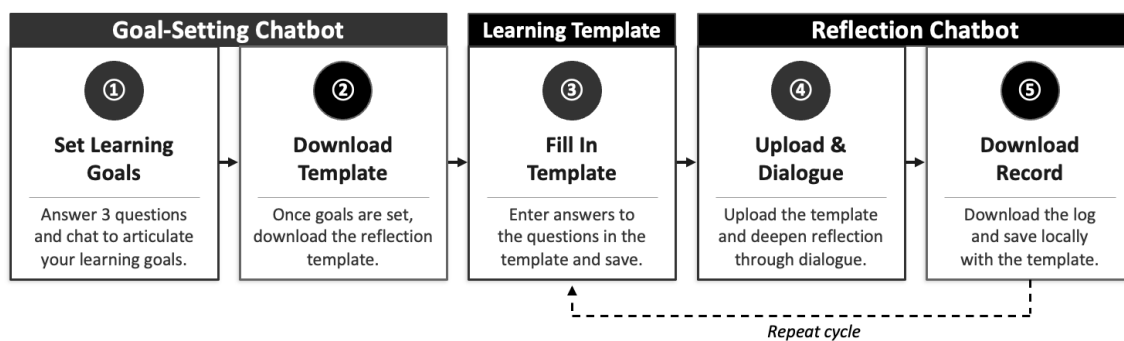 Goal-Setting Chatbot
Learning Template
Reflection Chatbot
①
Set Learning
Goals
Answer 3 questions
and chat to articulate
your learning goals.
②
Download
Template
Once goals are set,
download the reflection
template.
③
Fill In
Template
Enter answers to
the questions in the
template and save.
④
Upload &
Dialogue
Upload the template
and deepen reflection
through dialogue.
⑤
Download
Record
Download the log
and save locally
with the template.
Repeat cycle